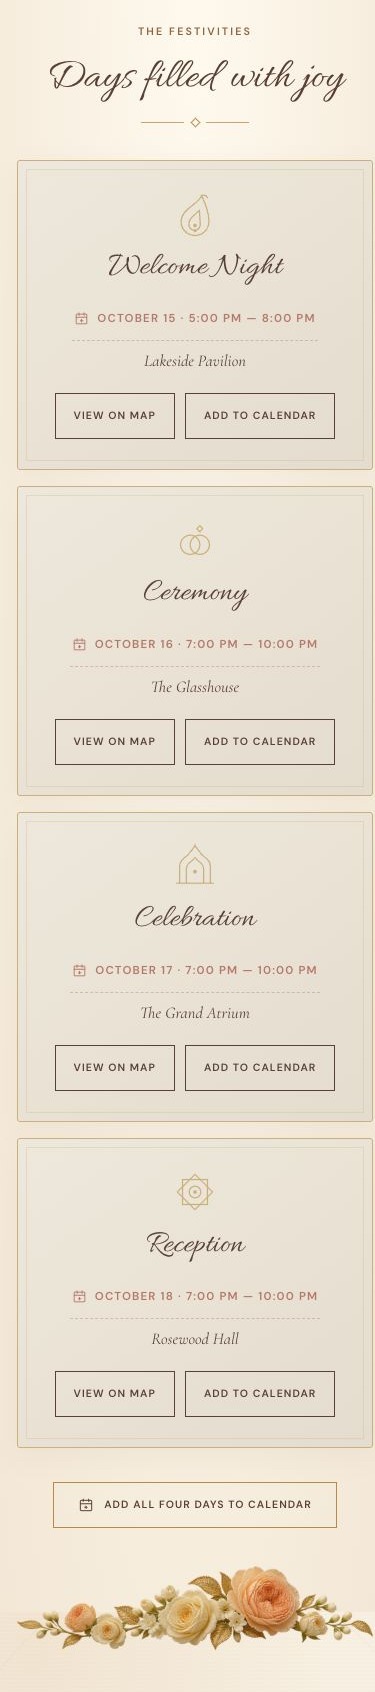 THE FESTIVITIES
Days filled with joy
Welcome Night
OCTOBER 15 · 5:00 PM — 8:00 PM
Lakeside Pavilion
VIEW ON MAP
ADD TO CALENDAR
Ceremony
OCTOBER 16 · 7:00 PM — 10:00 PM
The Glasshouse
VIEW ON MAP
ADD TO CALENDAR
Celebration
OCTOBER 17 · 7:00 PM — 10:00 PM
The Grand Atrium
VIEW ON MAP
ADD TO CALENDAR
Reception
OCTOBER 18 · 7:00 PM — 10:00 PM
Rosewood Hall
VIEW ON MAP
ADD TO CALENDAR
ADD ALL FOUR DAYS TO CALENDAR